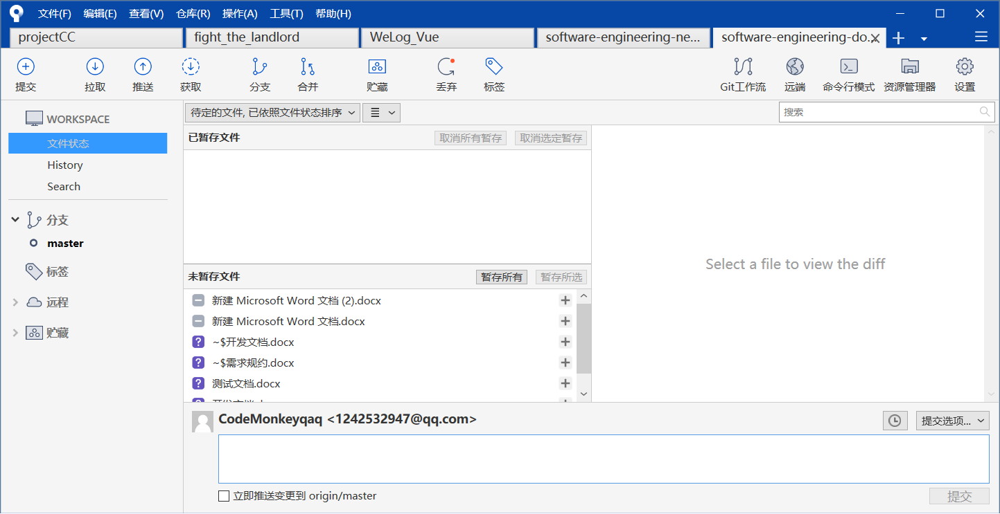 文件(F) 编辑(E) 查看(V) 仓库(R) 操作(A) 工具(T) 帮助(H)
projectCC fight_the_landlord WeLog_Vue software-engineering-ne... software-engineering-do...
提交 拉取 推送 获取 分支 合并 贮藏 丢弃 标签 Git工作流 远端 命令行模式 资源管理器 设置
WORKSPACE
文件状态
History
Search
分支
master
标签
远程
贮藏
待定的文件, 已依照文件状态排序
搜索
已暂存文件 取消所有暂存 取消选定暂存
未暂存文件 暂存所有 暂存所选
新建 Microsoft Word 文档 (2).docx
新建 Microsoft Word 文档.docx
~$开发文档.docx
~$需求规约.docx
测试文档.docx
Select a file to view the diff
CodeMonkeyqaq <1242532947@qq.com>
提交选项...
立即推送变更到 origin/master
提交